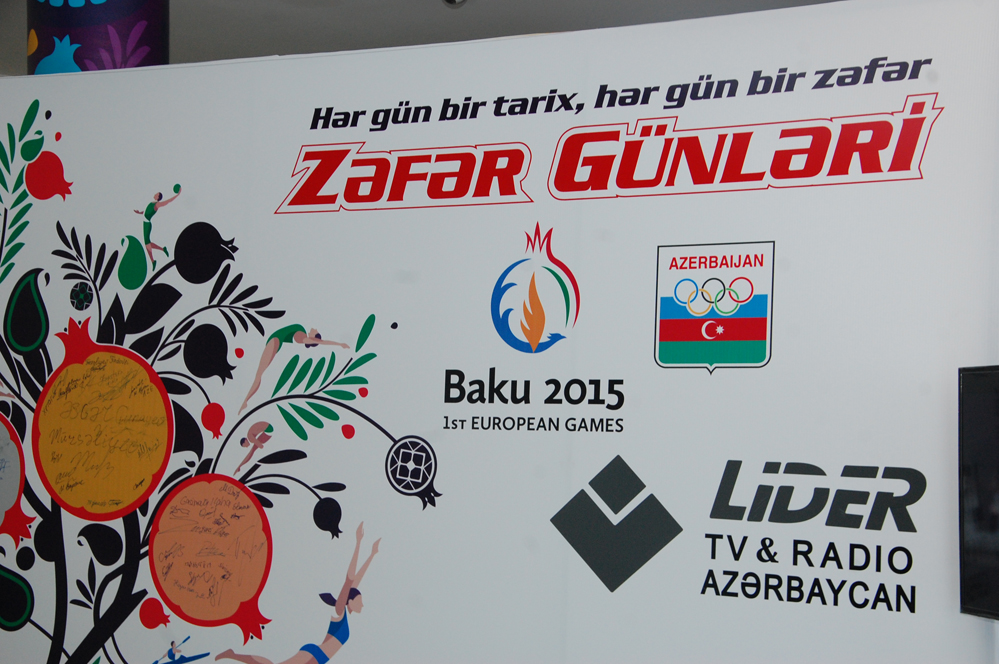 Hər gün bir tarix, hər gün bir zəfər
ZƏFƏR GÜNLƏRİ
AZERBAIJAN
Baku 2015
1ST EUROPEAN GAMES
LİDER
TV & RADIO
AZƏRBAYCAN